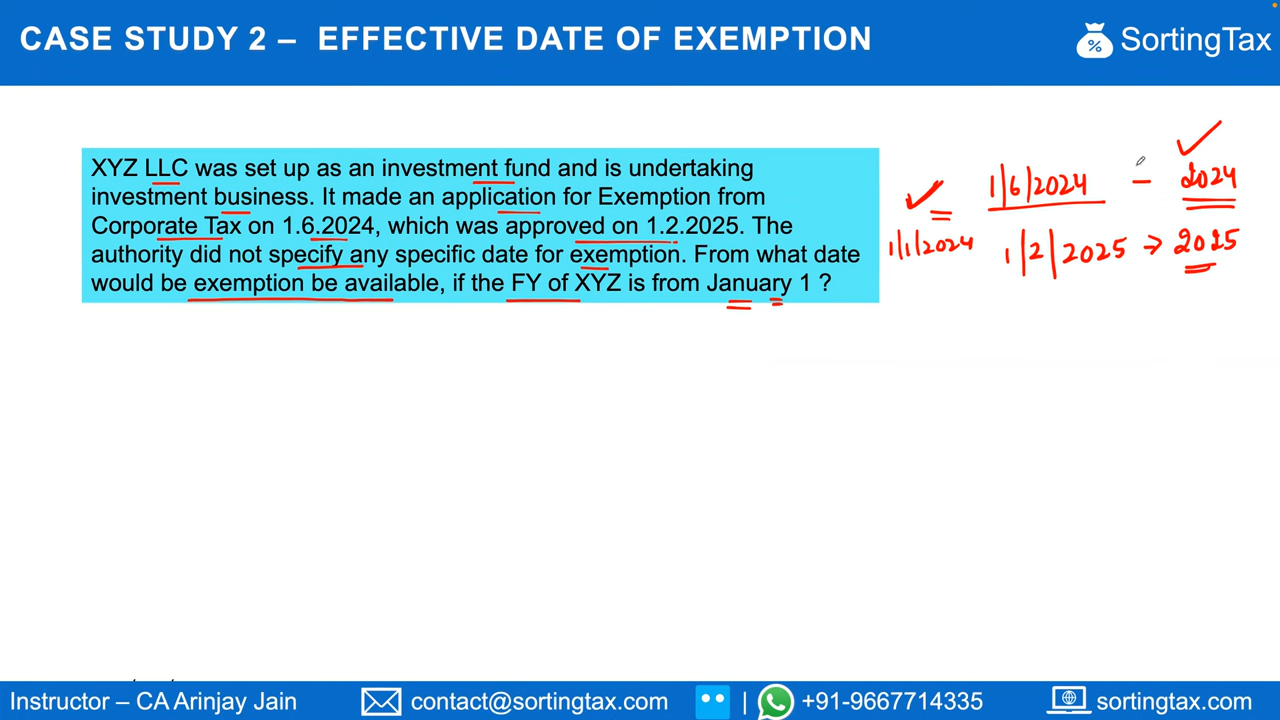 CASE STUDY 2 – EFFECTIVE DATE OF EXEMPTION
SortingTax
XYZ LLC was set up as an investment fund and is undertaking
investment business. It made an application for Exemption from
Corporate Tax on 1.6.2024, which was approved on 1.2.2025. The
authority did not specify any specific date for exemption. From what date
would be exemption be available, if the FY of XYZ is from January 1 ?
1/6/2024 – 2024
1/1/2024
1/2/2025 → 2025
Instructor – CA Arinjay Jain
contact@sortingtax.com
| +91-9667714335
sortingtax.com